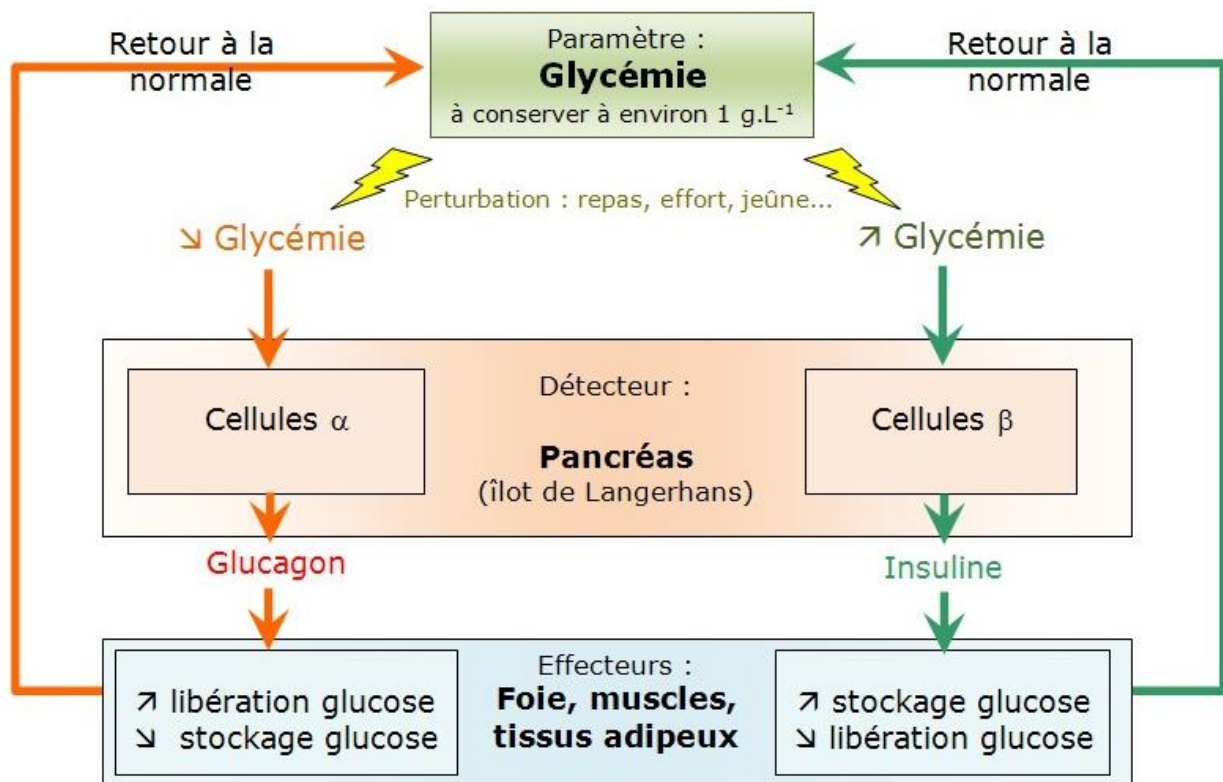 Retour à la
normale
Paramètre :
Glycémie
à conserver à environ 1 g.L⁻¹
Retour à la
normale
Perturbation : repas, effort, jeûne...
↘ Glycémie
↗ Glycémie
Cellules α
Détecteur :
Pancréas
(îlot de Langerhans)
Cellules β
Glucagon
Insuline
↗ libération glucose
↘ stockage glucose
Effecteurs :
Foie, muscles,
tissus adipeux
↗ stockage glucose
↘ libération glucose